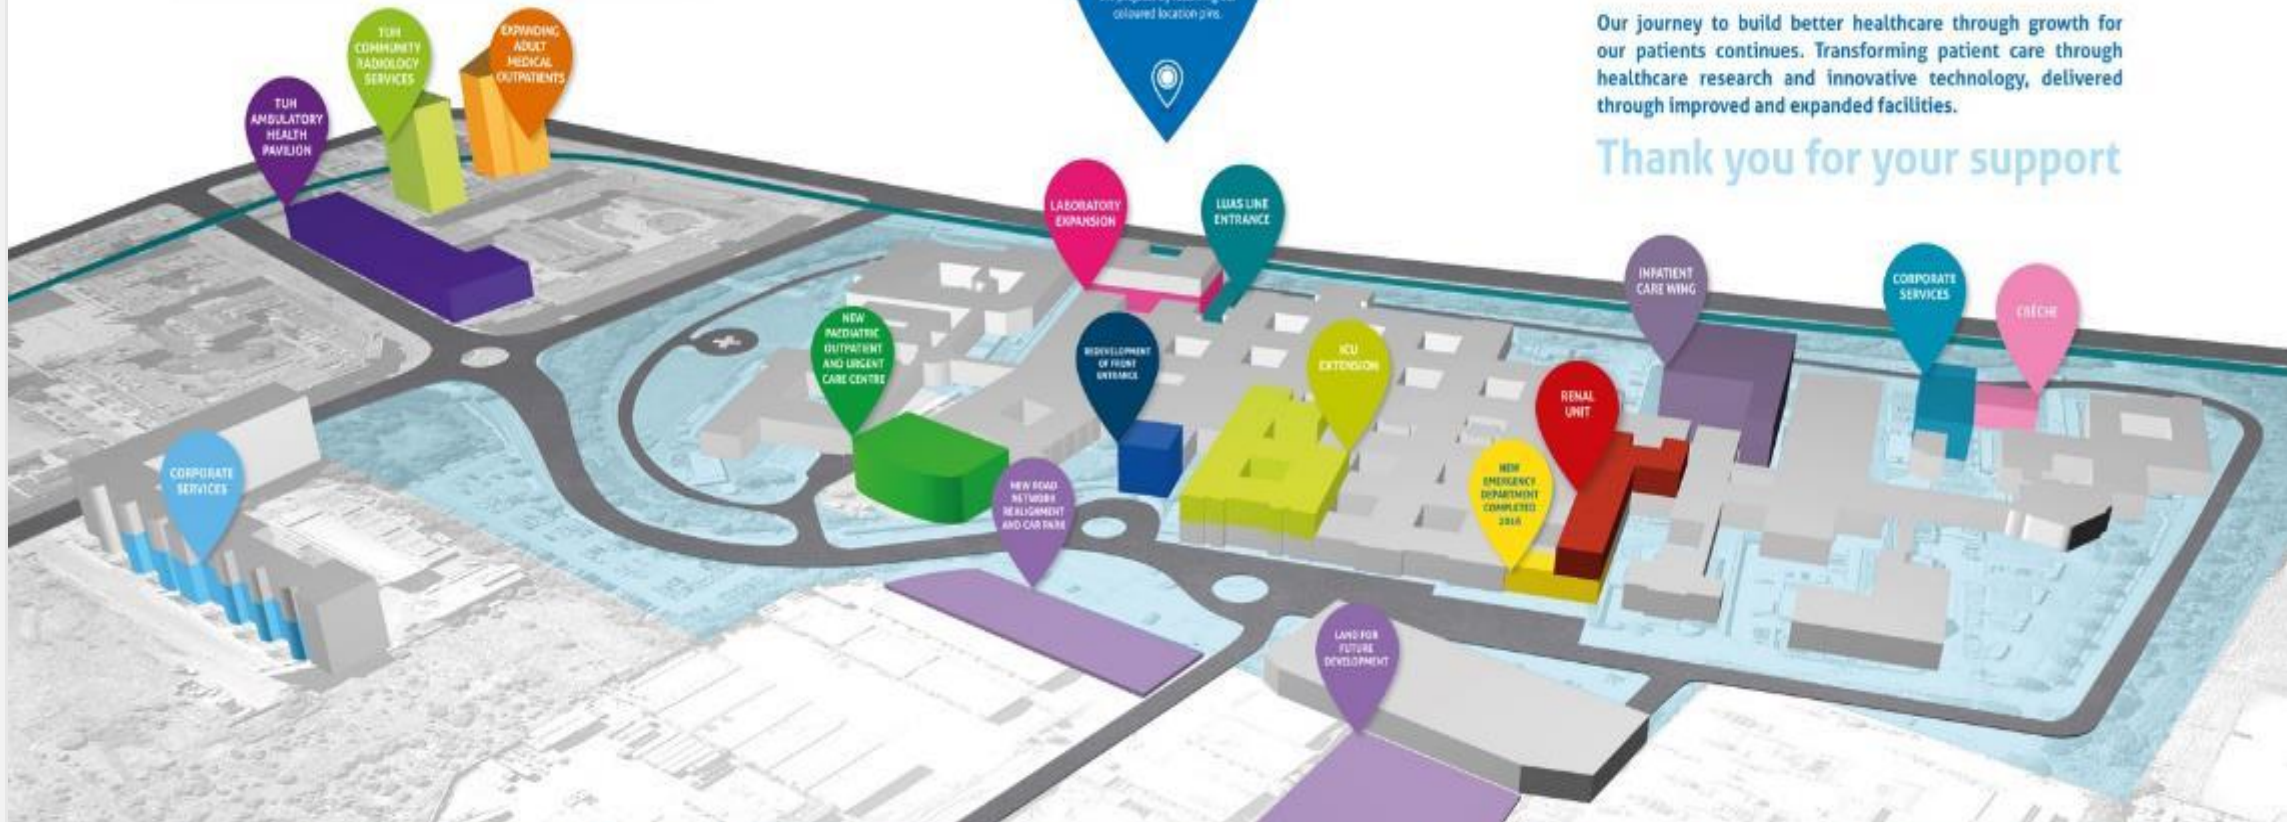 coloured location pins.
Our journey to build better healthcare through growth for
our patients continues. Transforming patient care through
healthcare research and innovative technology, delivered
through improved and expanded facilities.
Thank you for your support
TUH
COMMUNITY
RADIOLOGY
SERVICES
EXPANDING
ADULT
MEDICAL
OUTPATIENTS
TUH
AMBULATORY
HEALTH
PAVILION
LABORATORY
EXPANSION
LUAS LINE
ENTRANCE
INPATIENT
CARE WING
CORPORATE
SERVICES
CRÈCHE
NEW
PAEDIATRIC
OUTPATIENT
AND URGENT
CARE CENTRE
REDEVELOPMENT
OF FRONT
ENTRANCE
ICU
EXTENSION
RENAL
UNIT
CORPORATE
SERVICES
NEW ROAD
NETWORK
REALIGNMENT
AND CAR PARK
NEW
EMERGENCY
DEPARTMENT
COMPLETED
LAND FOR
FUTURE
DEVELOPMENT